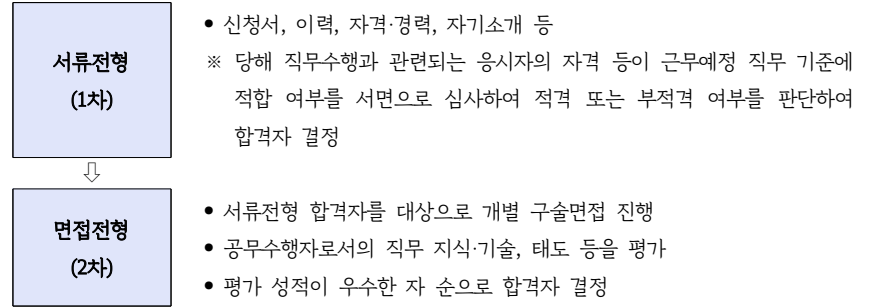 서류전형
(1차)
• 신청서, 이력, 자격·경력, 자기소개 등
※ 당해 직무수행과 관련되는 응시자의 자격 등이 근무예정 직무 기준에
적합 여부를 서면으로 심사하여 적격 또는 부적격 여부를 판단하여
합격자 결정
⇩
면접전형
(2차)
• 서류전형 합격자를 대상으로 개별 구술면접 진행
• 공무수행자로서의 직무 지식·기술, 태도 등을 평가
• 평가 성적이 우수한 자 순으로 합격자 결정